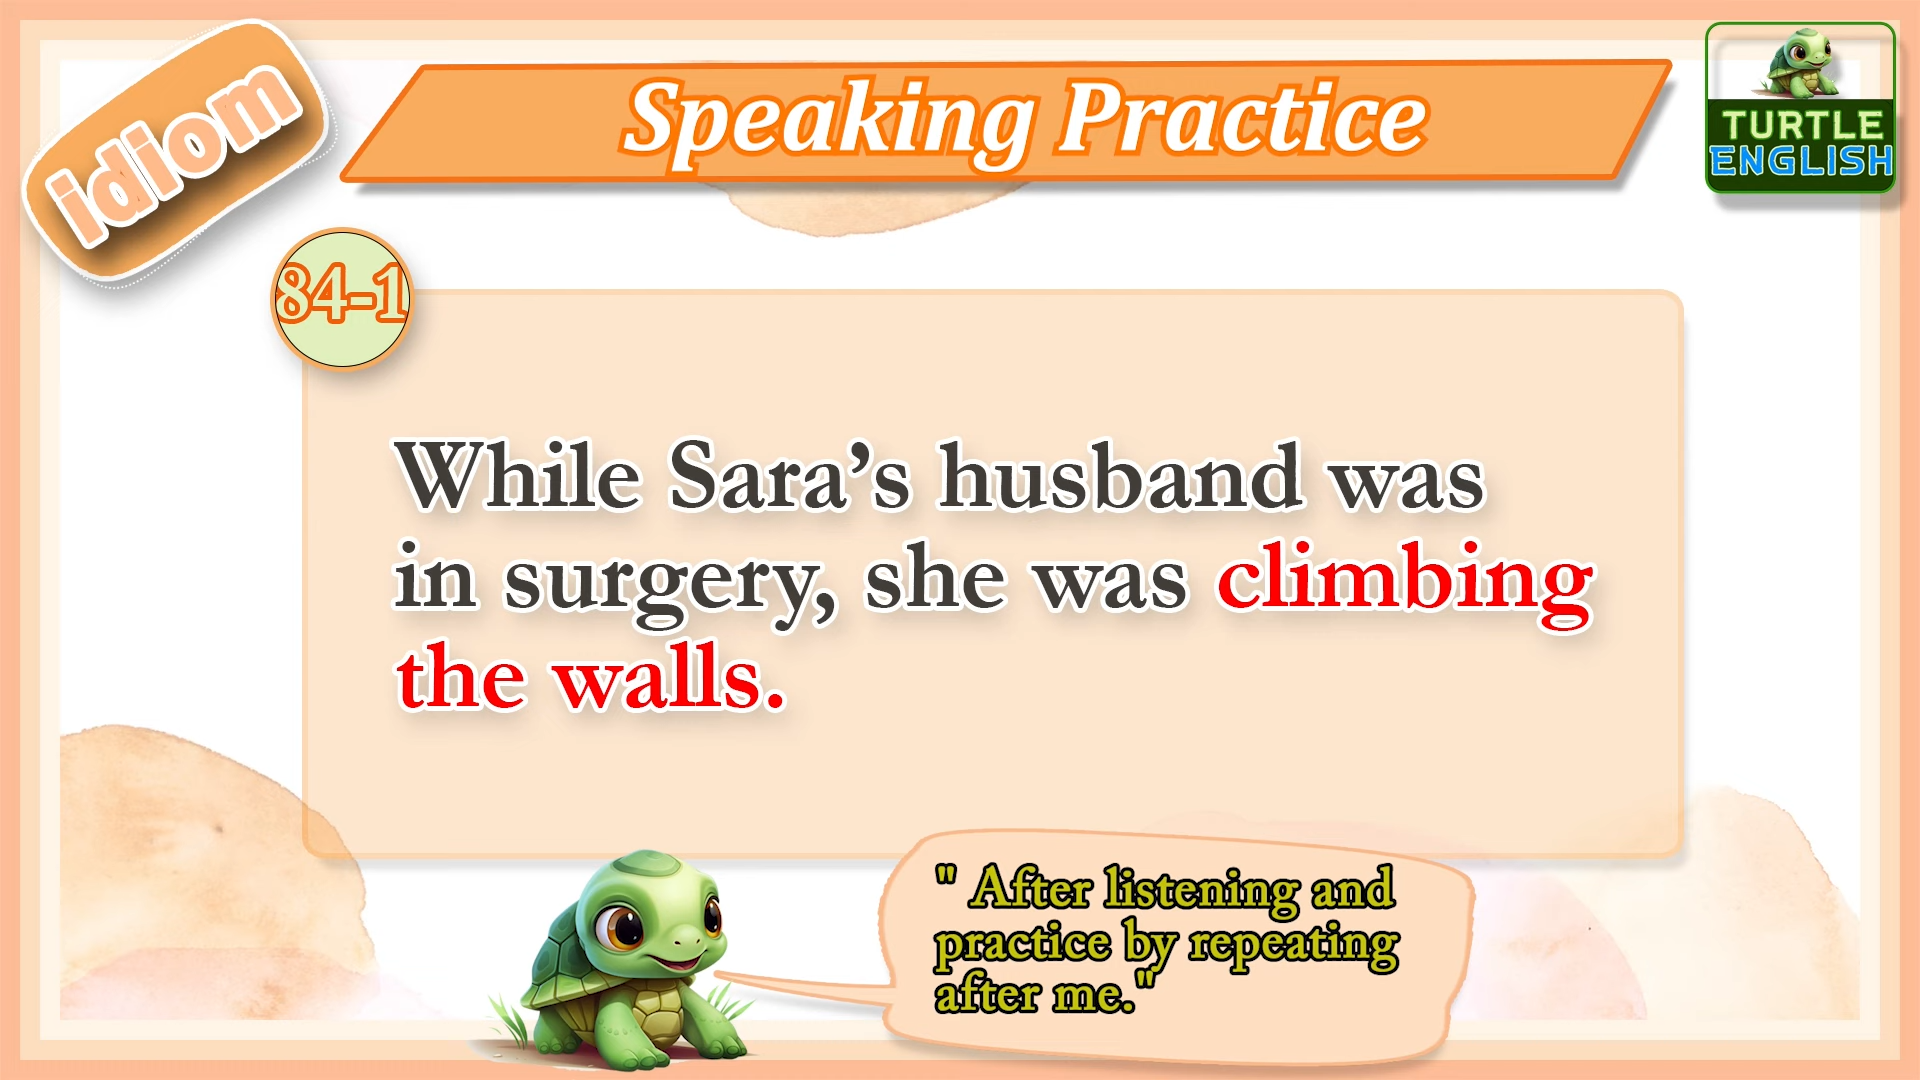 idiom
Speaking Practice
TURTLE
ENGLISH
84-1
While Sara’s husband was
in surgery, she was climbing
the walls.
" After listening and
practice by repeating
after me."